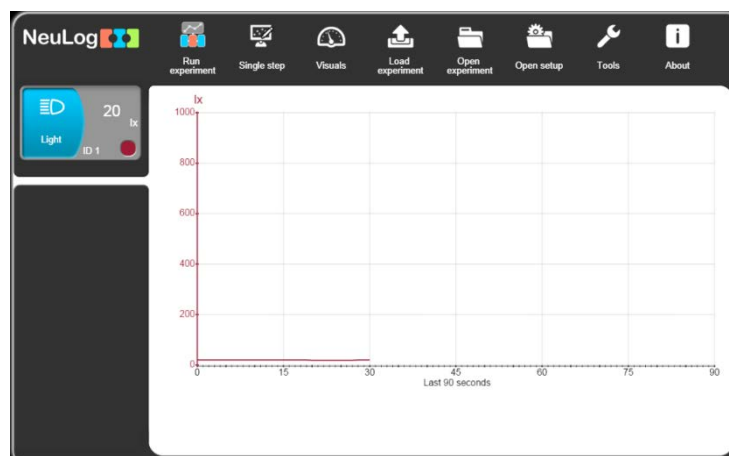 NeuLog
Run
experiment
Single step
Visuals
Load
experiment
Open
experiment
Open setup
Tools
i
About
20
lx
Light
ID 1
lx
1000
800
600
400
200
0
0 15 30 45 60 75 90
Last 90 seconds